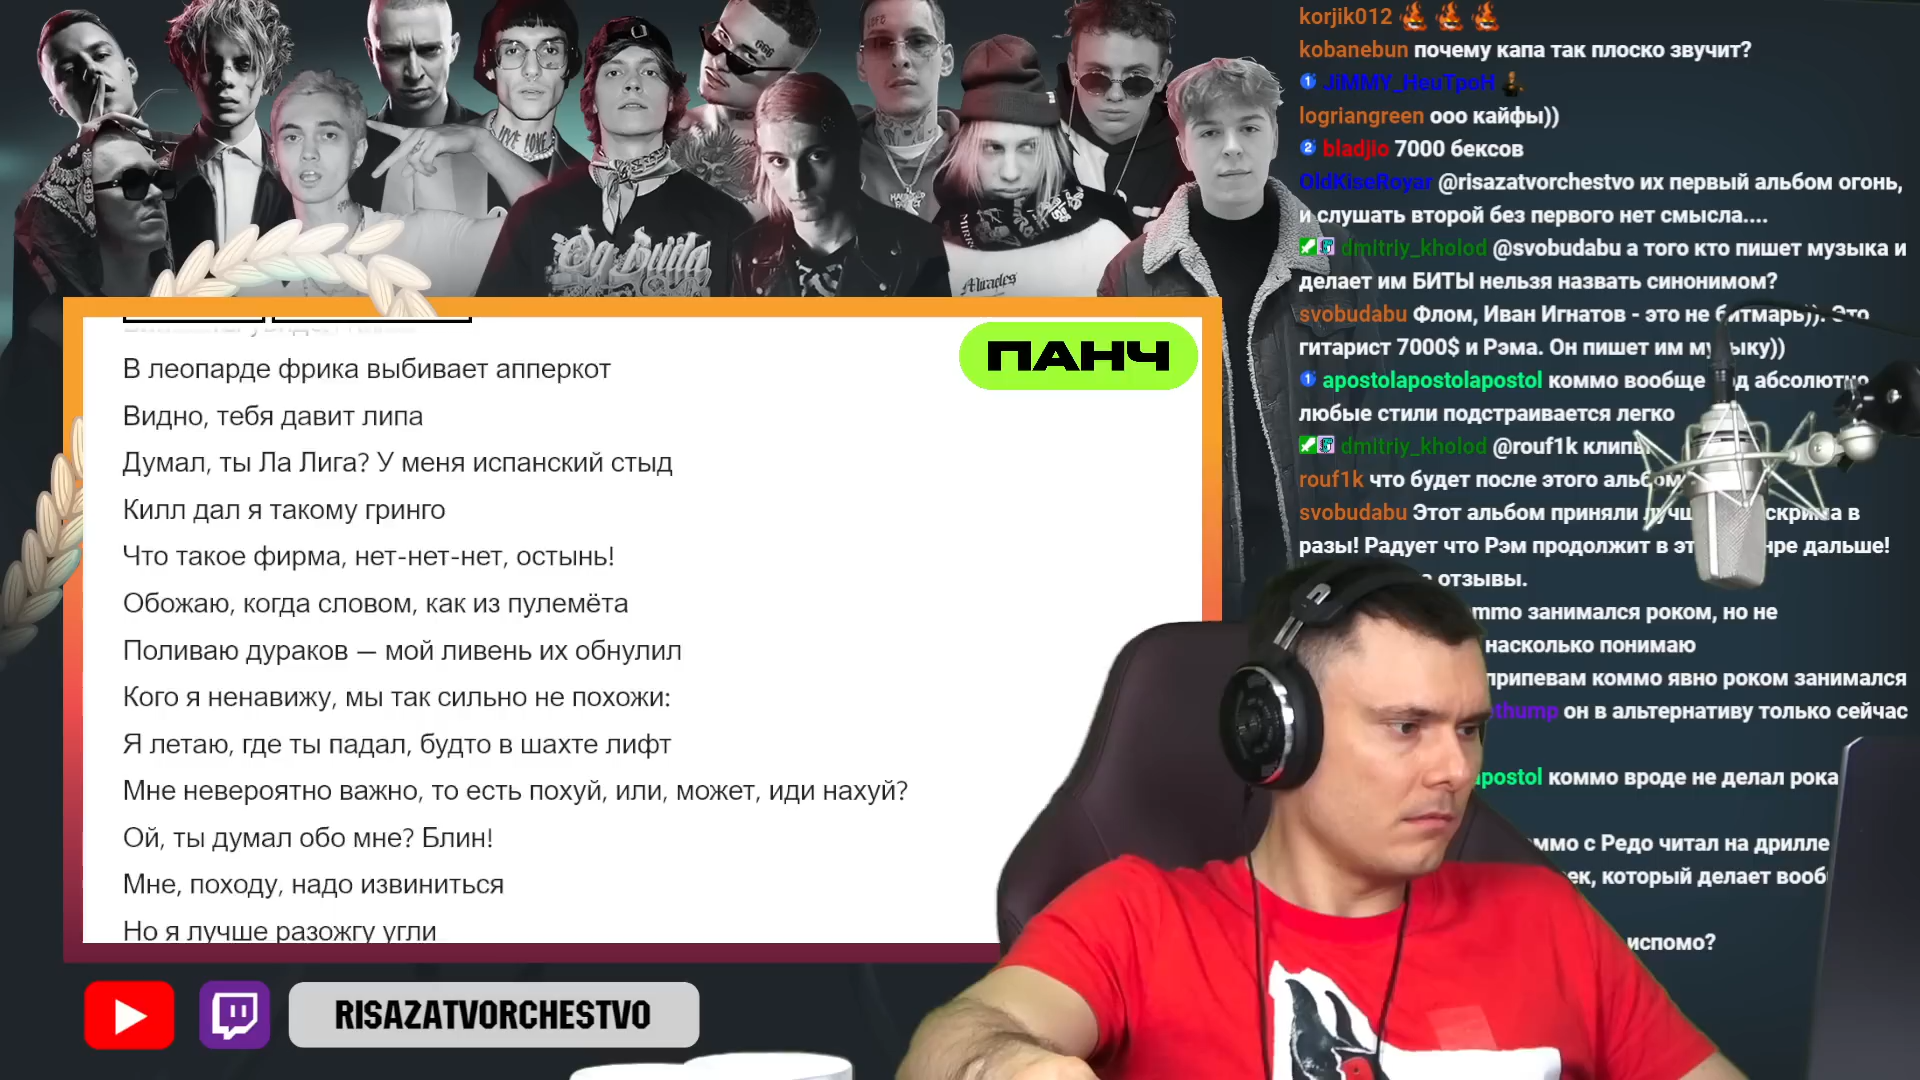 В леопарде фрика выбивает апперкот
Видно, тебя давит липа
Думал, ты Ла Лига? У меня испанский стыд
Килл дал я такому гринго
Что такое фирма, нет-нет-нет, остынь!
Обожаю, когда словом, как из пулемёта
Поливаю дураков — мой ливень их обнулил
Кого я ненавижу, мы так сильно не похожи:
Я летаю, где ты падал, будто в шахте лифт
Мне невероятно важно, то есть похуй, или, может, иди нахуй?
Ой, ты думал обо мне? Блин!
Мне, походу, надо извиниться
Но я лучше разожгу угли
ПАНЧ
RISAZATVORCHESTVO
korjik012
kobanebun почему капа так плоско звучит?
JiMMY_HeuTpoH
logriangreen ооо кайфы))
bladjio 7000 бексов
OldKiseRoyar @risazatvorchestvo их первый альбом огонь,
и слушать второй без первого нет смысла....
dmitriy_kholod @svobudabu а того кто пишет музыка и
делает им БИТЫ нельзя назвать синонимом?
svobudabu Флом, Иван Игнатов - это не битмарь)). Это
гитарист 7000$ и Рэма. Он пишет им музыку))
apostolapostolapostol коммо вообще абсолютно
любые стили подстраивается легко
dmitriy_kholod @rouf1k клипы
rouf1k что будет после этого
svobudabu Этот альбом приняли в
разы! Радует что Рэм продолжит в дальше!
отзывы.
занимался роком, но не
насколько понимаю
припевам коммо явно роком занимался
он в альтернативу только сейчас
коммо вроде не делал рока
с Редо читал на дрилле
который делает